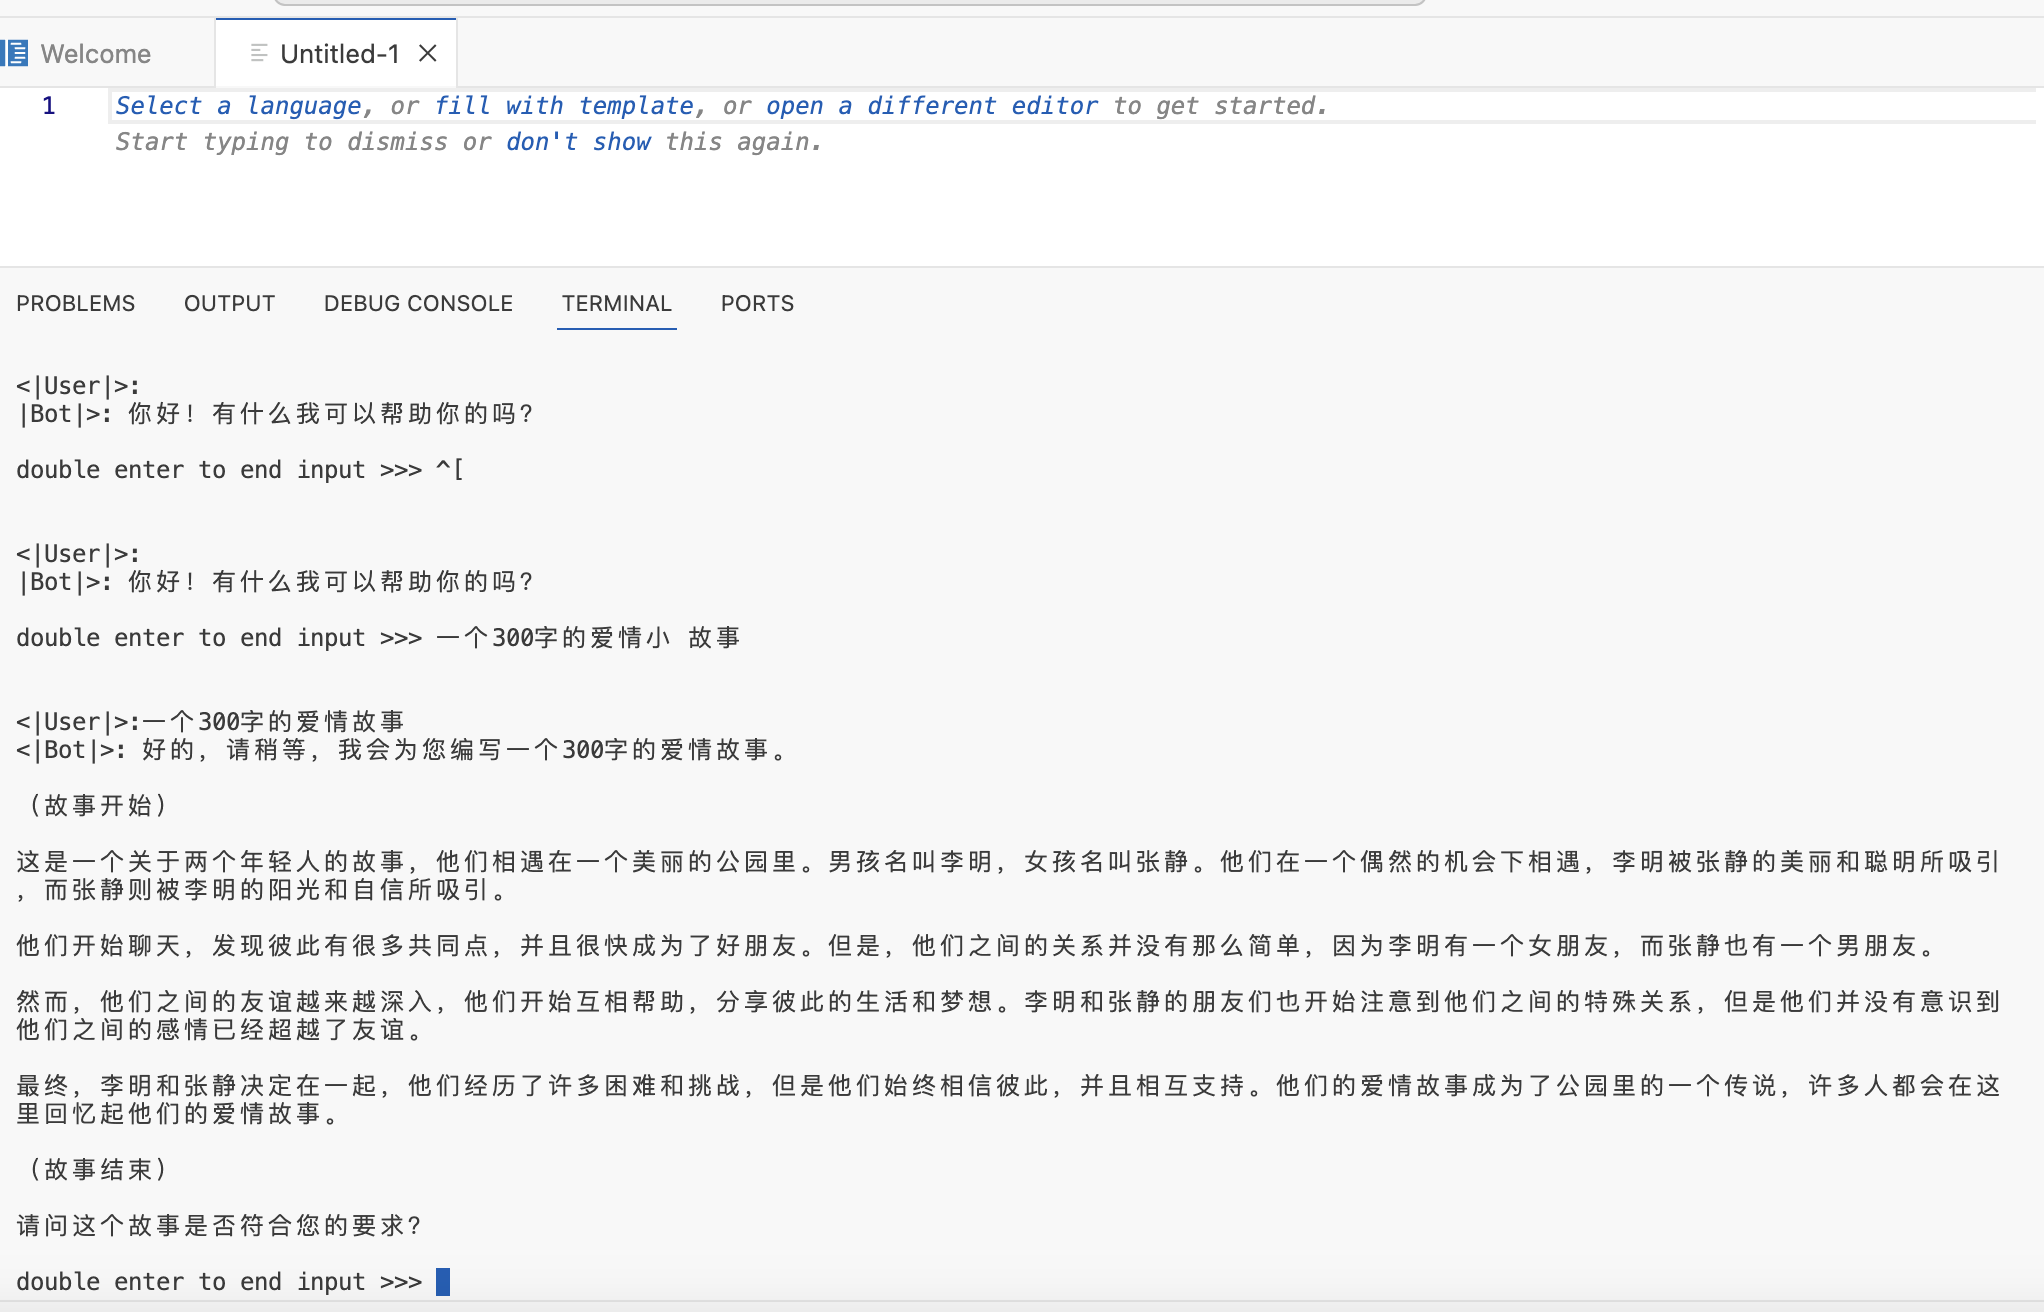 Welcome
Untitled-1
1
Select a language, or fill with template, or open a different editor to get started.
Start typing to dismiss or don't show this again.
PROBLEMS OUTPUT DEBUG CONSOLE TERMINAL PORTS
<|User|>:
|Bot|>: 你好！有什么我可以帮助你的吗？
double enter to end input >>> ^[
<|User|>:
|Bot|>: 你好！有什么我可以帮助你的吗？
double enter to end input >>> 一个300字的爱情小 故事
<|User|>:一个300字的爱情故事
<|Bot|>: 好的，请稍等，我会为您编写一个300字的爱情故事。
（故事开始）
这是一个关于两个年轻人的故事，他们相遇在一个美丽的公园里。男孩名叫李明，女孩名叫张静。他们在一个偶然的机会下相遇，李明被张静的美丽和聪明所吸引
，而张静则被李明的阳光和自信所吸引。
他们开始聊天，发现彼此有很多共同点，并且很快成为了好朋友。但是，他们之间的关系并没有那么简单，因为李明有一个女朋友，而张静也有一个男朋友。
然而，他们之间的友谊越来越深入，他们开始互相帮助，分享彼此的生活和梦想。李明和张静的朋友们也开始注意到他们之间的特殊关系，但是他们并没有意识到
他们之间的感情已经超越了友谊。
最终，李明和张静决定在一起，他们经历了许多困难和挑战，但是他们始终相信彼此，并且相互支持。他们的爱情故事成为了公园里的一个传说，许多人都会在这
里回忆起他们的爱情故事。
（故事结束）
请问这个故事是否符合您的要求？
double enter to end input >>>